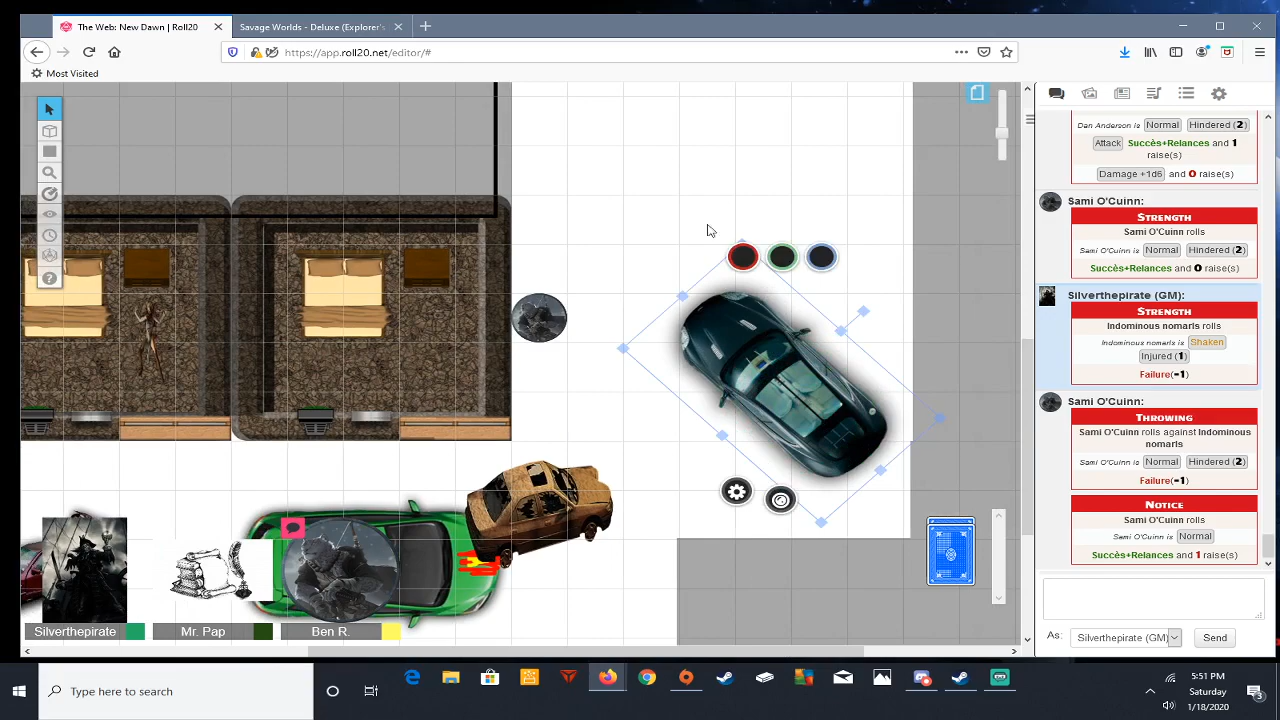 The Web: New Dawn | Roll20
Savage Worlds - Deluxe (Explorer's
https://app.roll20.net/editor/#
Most Visited
Dan Anderson is Normal Hindered (2)
Attack Succès+Relances and 1
raise(s)
Damage +1d6 and 0 raise(s)
Sami O'Cuinn:
STRENGTH
Sami O'Cuinn rolls
Sami O'Cuinn is Normal Hindered (2)
Succès+Relances and 0 raise(s)
Silverthepirate (GM):
STRENGTH
Indominous nomaris rolls
Indominous nomaris is Shaken
Injured (1)
Failure(-1)
Sami O'Cuinn:
THROWING
Sami O'Cuinn rolls against Indominous
nomaris
Sami O'Cuinn is Normal Hindered (2)
Failure(-1)
NOTICE
Sami O'Cuinn rolls
Sami O'Cuinn is Normal
Succès+Relances and 1 raise(s)
Silverthepirate
Mr. Pap
Ben R.
As: Silverthepirate (GM) Send
Type here to search
5:51 PM
Saturday
1/18/2020
3